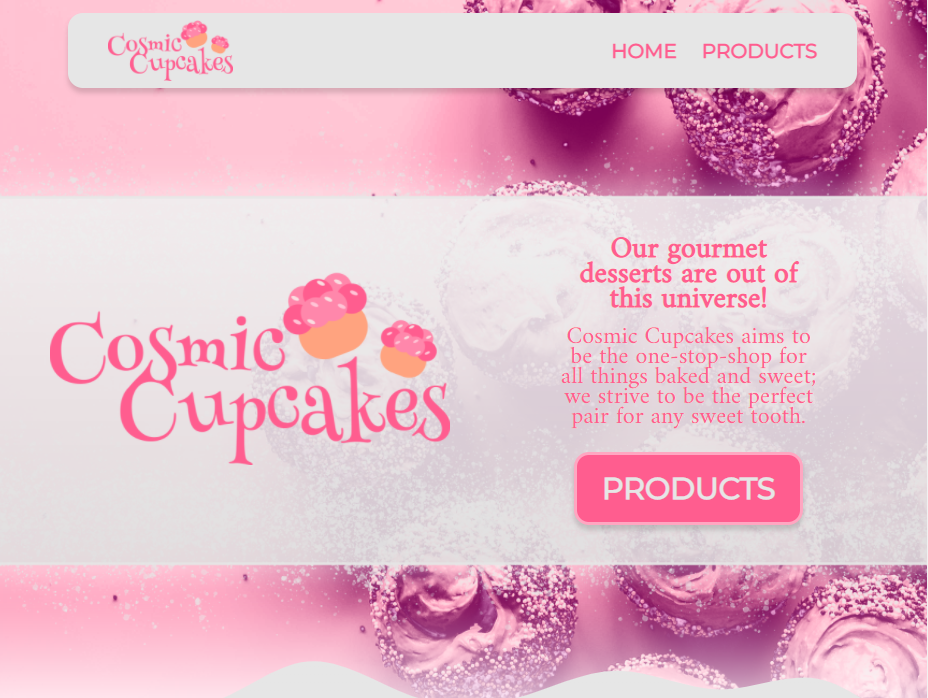 Cosmic
Cupcakes
HOME PRODUCTS
Cosmic
Cupcakes
Our gourmet
desserts are out of
this universe!
Cosmic Cupcakes aims to
be the one-stop-shop for
all things baked and sweet;
we strive to be the perfect
pair for any sweet tooth.
PRODUCTS